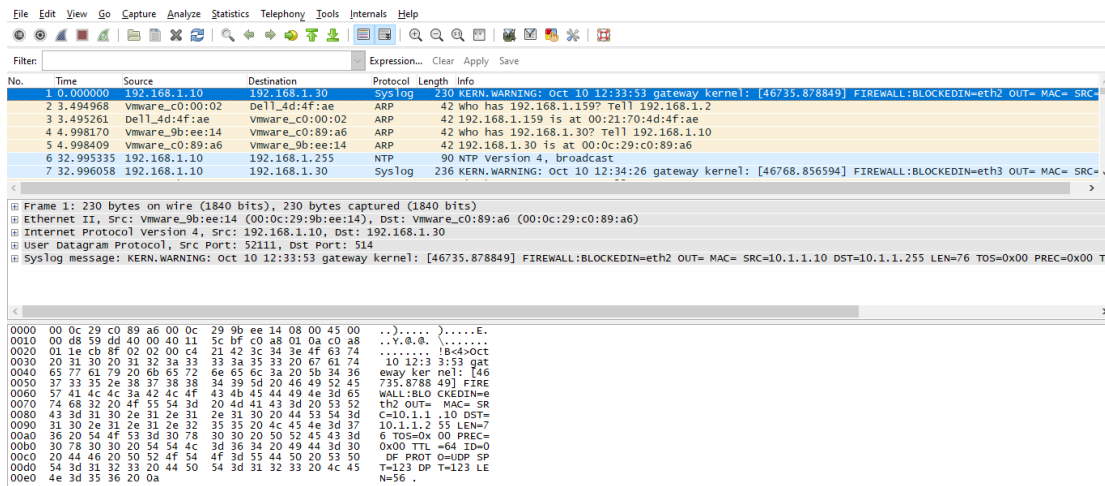 File Edit View Go Capture Analyze Statistics Telephony Tools Internals Help
Filter: Expression... Clear Apply Save
No. Time Source Destination Protocol Length Info
1 0.000000 192.168.1.10 192.168.1.30 Syslog 230 KERN.WARNING: Oct 10 12:33:53 gateway kernel: [46735.878849] FIREWALL:BLOCKEDIN=eth2 OUT= MAC= SRC=
2 3.494968 Vmware_c0:00:02 Dell_4d:4f:ae ARP 42 Who has 192.168.1.159? Tell 192.168.1.2
3 3.495261 Dell_4d:4f:ae Vmware_c0:00:02 ARP 42 192.168.1.159 is at 00:21:70:4d:4f:ae
4 4.998170 Vmware_9b:ee:14 Vmware_c0:89:a6 ARP 42 Who has 192.168.1.30? Tell 192.168.1.10
5 4.998409 Vmware_c0:89:a6 Vmware_9b:ee:14 ARP 42 192.168.1.30 is at 00:0c:29:c0:89:a6
6 32.995335 192.168.1.10 192.168.1.255 NTP 90 NTP Version 4, broadcast
7 32.996058 192.168.1.10 192.168.1.30 Syslog 236 KERN.WARNING: Oct 10 12:34:26 gateway kernel: [46768.856594] FIREWALL:BLOCKEDIN=eth3 OUT= MAC= SRC=
Frame 1: 230 bytes on wire (1840 bits), 230 bytes captured (1840 bits)
Ethernet II, Src: Vmware_9b:ee:14 (00:0c:29:9b:ee:14), Dst: Vmware_c0:89:a6 (00:0c:29:c0:89:a6)
Internet Protocol Version 4, Src: 192.168.1.10, Dst: 192.168.1.30
User Datagram Protocol, Src Port: 52111, Dst Port: 514
Syslog message: KERN.WARNING: Oct 10 12:33:53 gateway kernel: [46735.878849] FIREWALL:BLOCKEDIN=eth2 OUT= MAC= SRC=10.1.1.10 DST=10.1.1.255 LEN=76 TOS=0x00 PREC=0x00 T
0000 00 0c 29 c0 89 a6 00 0c 29 9b ee 14 08 00 45 00 ..)..... ).....E.
0010 00 d8 59 dd 40 00 40 11 5c bf c0 a8 01 0a c0 a8 ..Y.@.@. \.......
0020 01 1e cb 8f 02 02 00 c4 21 42 3c 34 3e 4f 63 74 ........ !B<4>Oct
0030 20 31 30 20 31 32 3a 33 33 3a 35 33 20 67 61 74 10 12:3 3:53 gat
0040 65 77 61 79 20 6b 65 72 6e 65 6c 3a 20 5b 34 36 eway ker nel: [46
0050 37 33 35 2e 38 37 38 38 34 39 5d 20 46 49 52 45 735.8788 49] FIRE
0060 57 41 4c 4c 3a 42 4c 4f 43 4b 45 44 49 4e 3d 65 WALL:BLO CKEDIN=e
0070 74 68 32 20 4f 55 54 3d 20 4d 41 43 3d 20 53 52 th2 OUT= MAC= SR
0080 43 3d 31 30 2e 31 2e 31 2e 31 30 20 44 53 54 3d C=10.1.1 .10 DST=
0090 31 30 2e 31 2e 31 2e 32 35 35 20 4c 45 4e 3d 37 10.1.1.2 55 LEN=7
00a0 36 20 54 4f 53 3d 30 78 30 30 20 50 52 45 43 3d 6 TOS=0x 00 PREC=
00b0 30 78 30 30 20 54 54 4c 3d 36 34 20 49 44 3d 30 0x00 TTL =64 ID=0
00c0 20 44 46 20 50 52 4f 54 4f 3d 55 44 50 20 53 50 DF PROT O=UDP SP
00d0 54 3d 31 32 33 20 44 50 54 3d 31 32 33 20 4c 45 T=123 DP T=123 LE
00e0 4e 3d 35 36 20 0a N=56 .